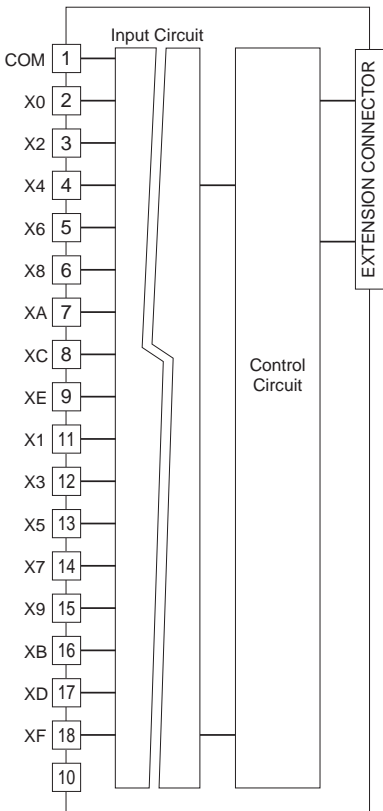 Input Circuit
COM 1
X0 2
X2 3
X4 4
X6 5
X8 6
XA 7
XC 8
XE 9
X1 11
X3 12
X5 13
X7 14
X9 15
XB 16
XD 17
XF 18
10
Control
Circuit
EXTENSION CONNECTOR